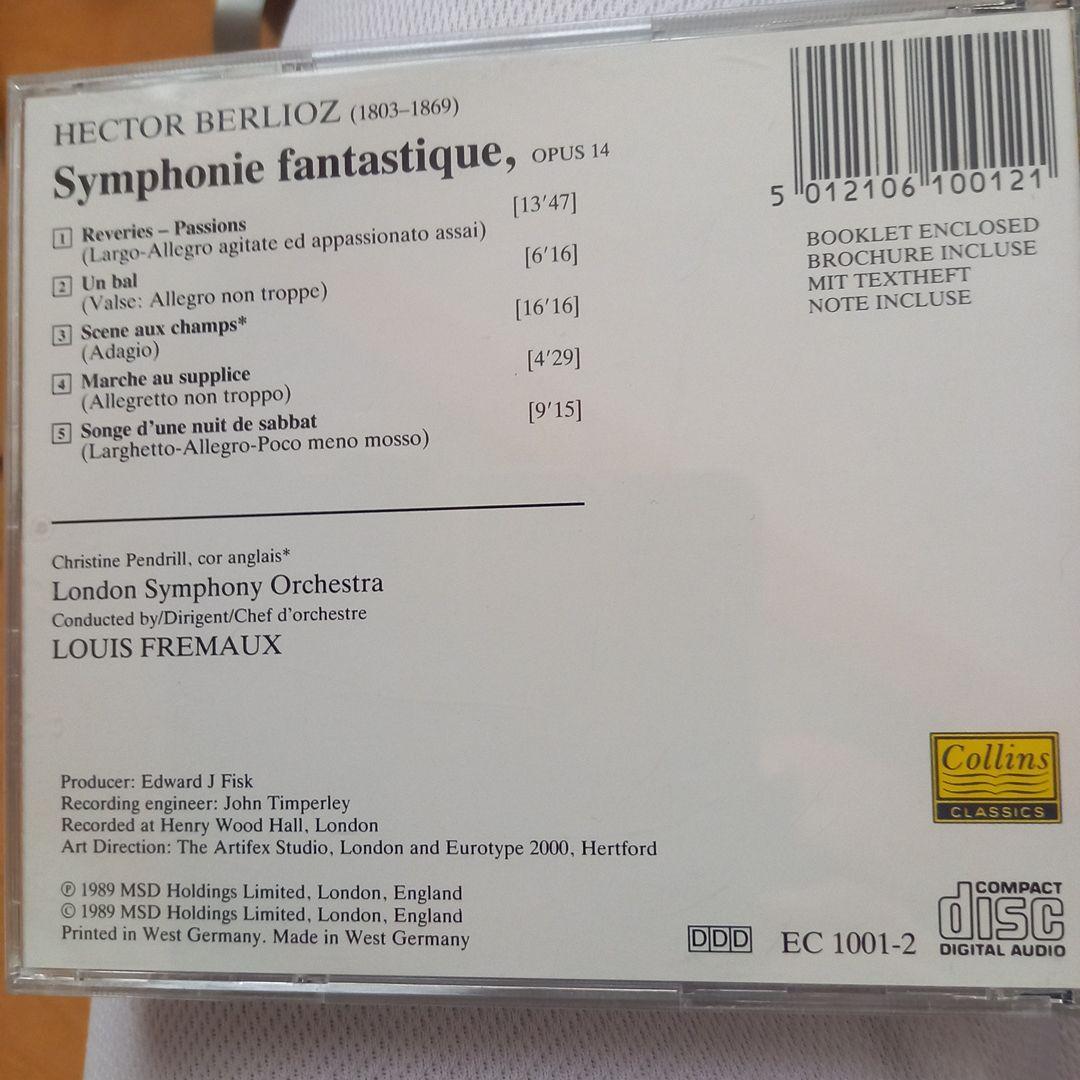 HECTOR BERLIOZ (1803–1869)
Symphonie fantastique, OPUS 14
1 Reveries – Passions [13'47]
(Largo-Allegro agitate ed appassionato assai)
2 Un bal [6'16]
(Valse: Allegro non troppe)
3 Scene aux champs* [16'16]
(Adagio)
4 Marche au supplice [4'29]
(Allegretto non troppo)
5 Songe d'une nuit de sabbat [9'15]
(Larghetto-Allegro-Poco meno mosso)
5 012106 100121
BOOKLET ENCLOSED
BROCHURE INCLUSE
MIT TEXTHEFT
NOTE INCLUSE
Christine Pendrill, cor anglais*
London Symphony Orchestra
Conducted by/Dirigent/Chef d'orchestre
LOUIS FREMAUX
Producer: Edward J Fisk
Recording engineer: John Timperley
Recorded at Henry Wood Hall, London
Art Direction: The Artifex Studio, London and Eurotype 2000, Hertford
℗ 1989 MSD Holdings Limited, London, England
© 1989 MSD Holdings Limited, London, England
Printed in West Germany. Made in West Germany
Collins
CLASSICS
DDD
EC 1001-2
COMPACT
disc
DIGITAL AUDIO